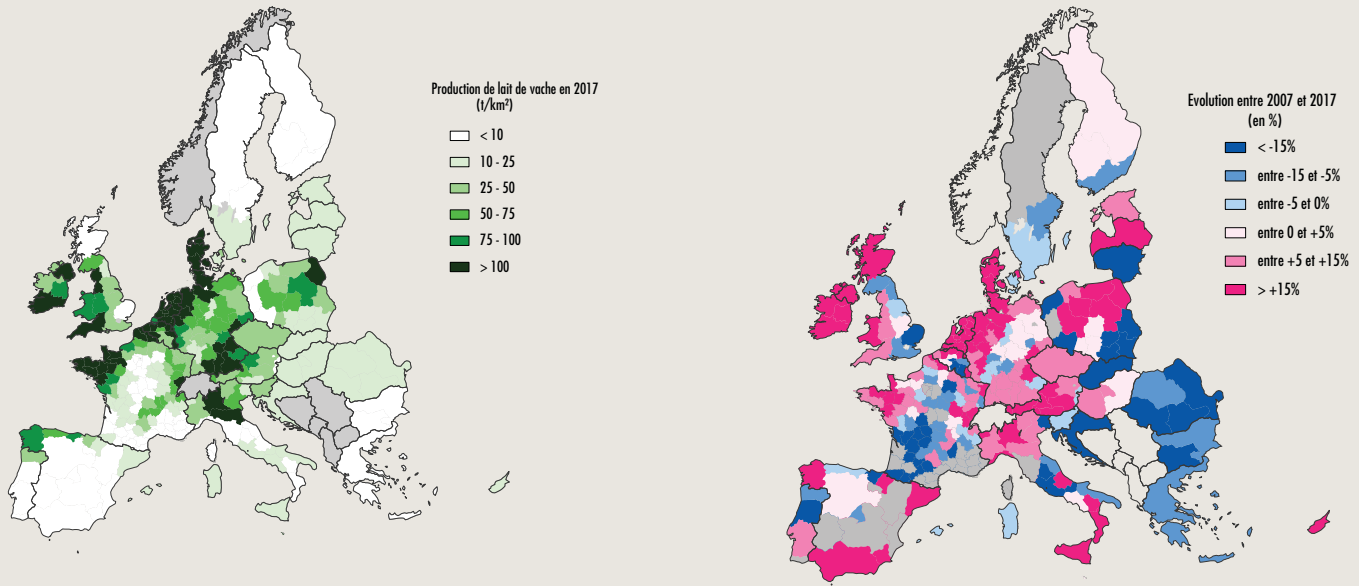 Production de lait de vache en 2017
(t/km²)
< 10
10 - 25
25 - 50
50 - 75
75 - 100
> 100
Evolution entre 2007 et 2017
(en %)
< -15%
entre -15 et -5%
entre -5 et 0%
entre 0 et +5%
entre +5 et +15%
> +15%